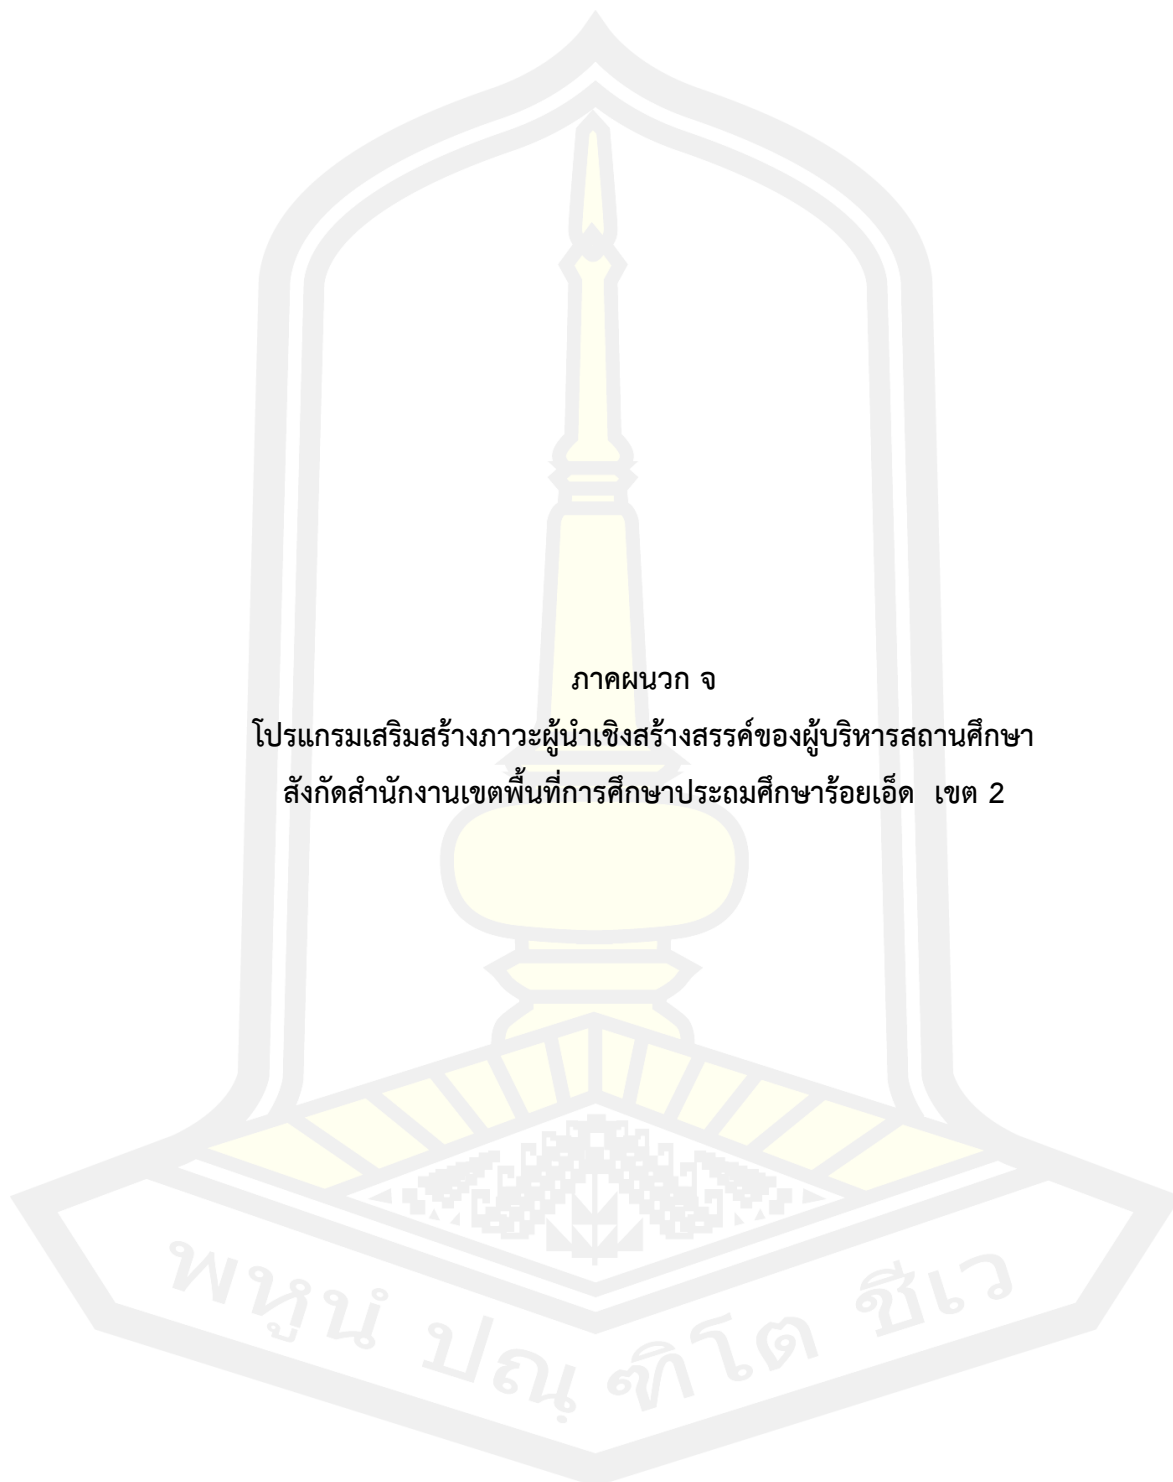 ภาคผนวก จ
โปรแกรมเสริมสร้างภาวะผู้นำเชิงสร้างสรรค์ของผู้บริหารสถานศึกษา
สังกัดสำนักงานเขตพื้นที่การศึกษาประถมศึกษาร้อยเอ็ด เขต 2
พหูนํ ปณฺฑิโต ชีเว